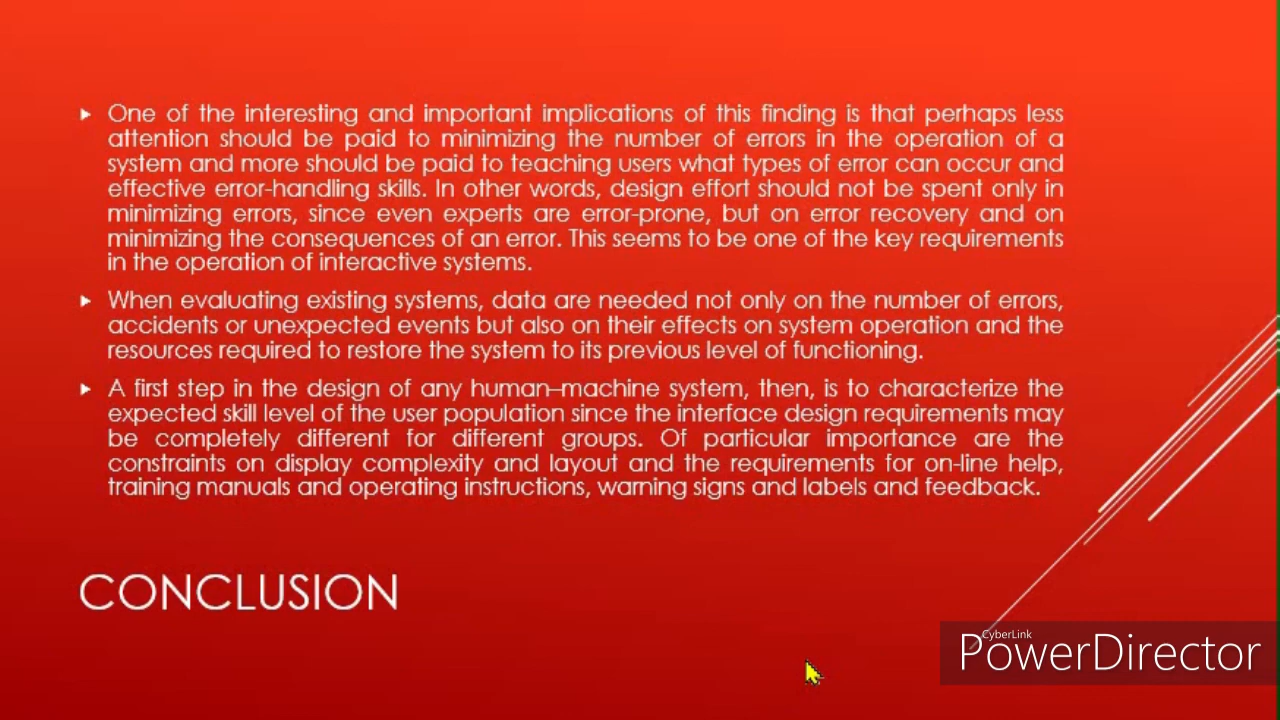 One of the interesting and important implications of this finding is that perhaps less
attention should be paid to minimizing the number of errors in the operation of a
system and more should be paid to teaching users what types of error can occur and
effective error-handling skills. In other words, design effort should not be spent only in
minimizing errors, since even experts are error-prone, but on error recovery and on
minimizing the consequences of an error. This seems to be one of the key requirements
in the operation of interactive systems.
When evaluating existing systems, data are needed not only on the number of errors,
accidents or unexpected events but also on their effects on system operation and the
resources required to restore the system to its previous level of functioning.
A first step in the design of any human–machine system, then, is to characterize the
expected skill level of the user population since the interface design requirements may
be completely different for different groups. Of particular importance are the
constraints on display complexity and layout and the requirements for on-line help,
training manuals and operating instructions, warning signs and labels and feedback.
CONCLUSION
CyberLink
PowerDirector